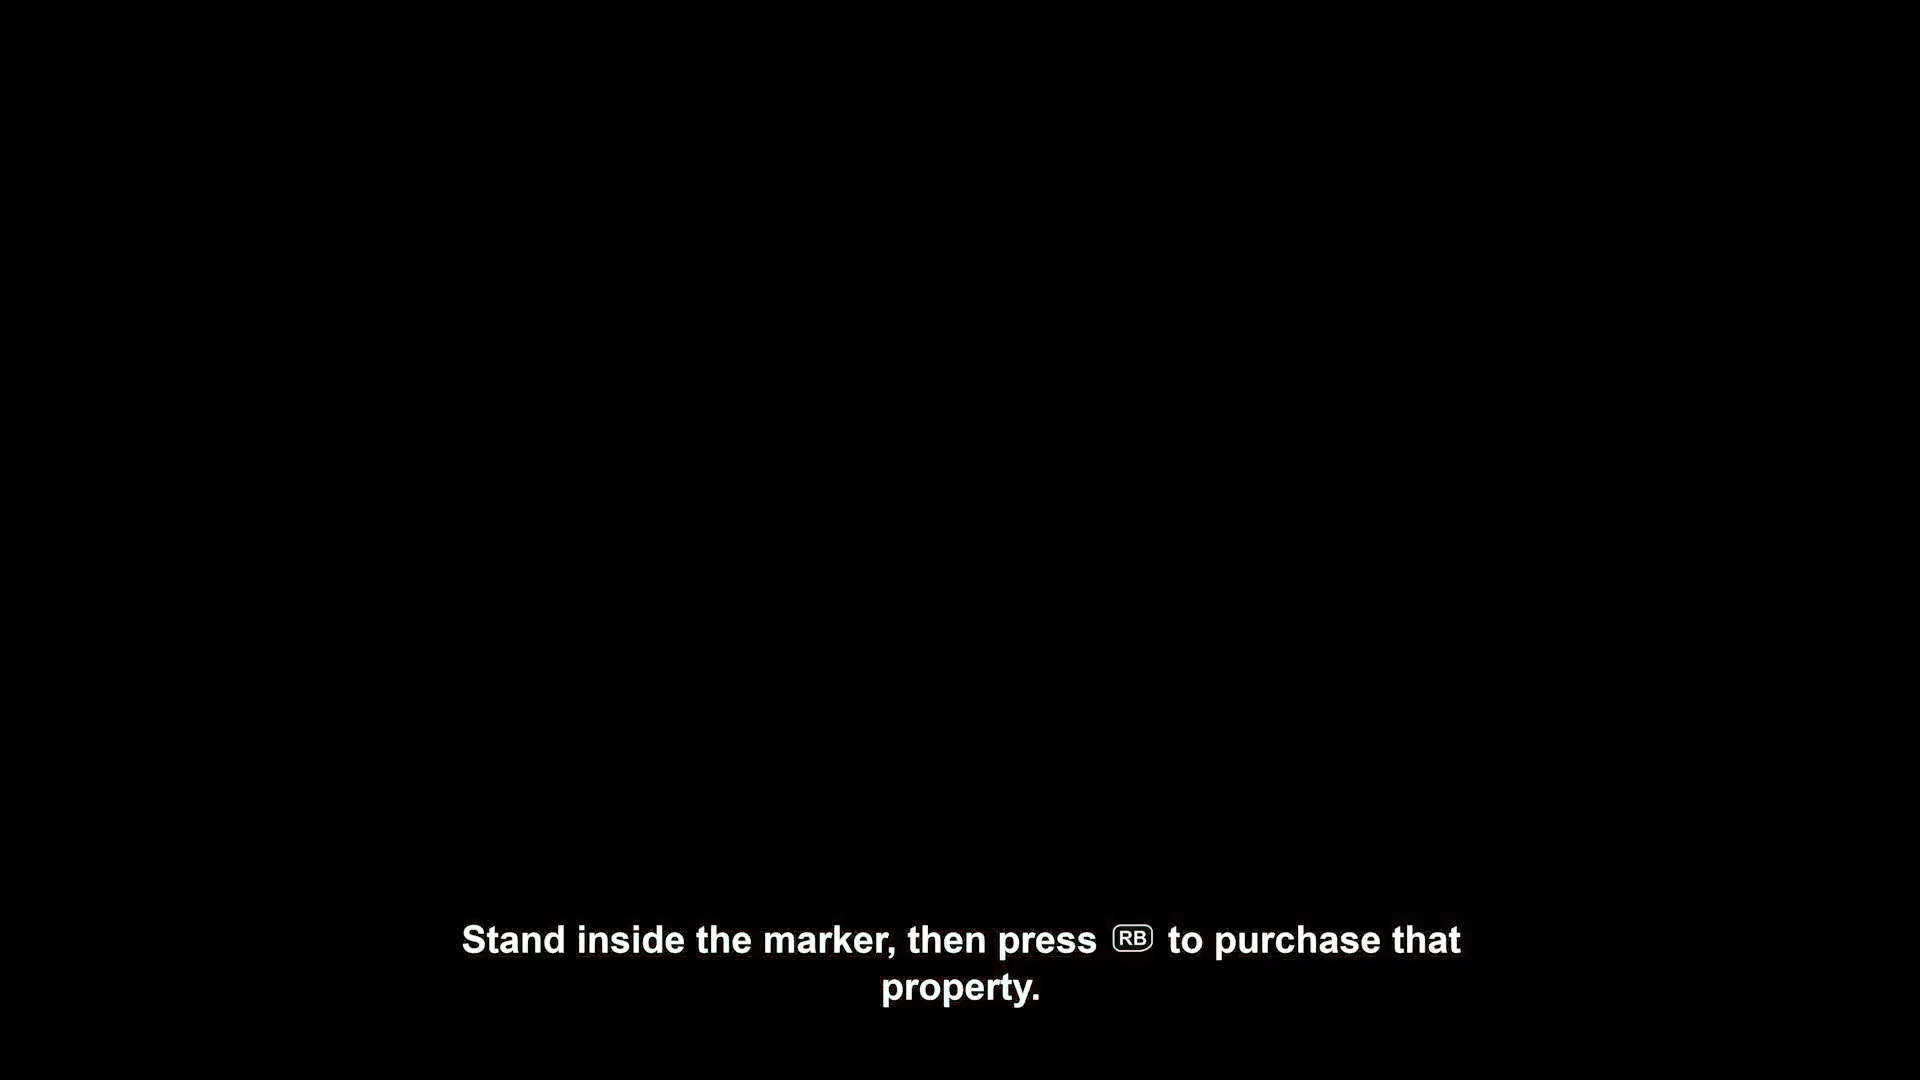 Stand inside the marker, then press RB to purchase that
property.